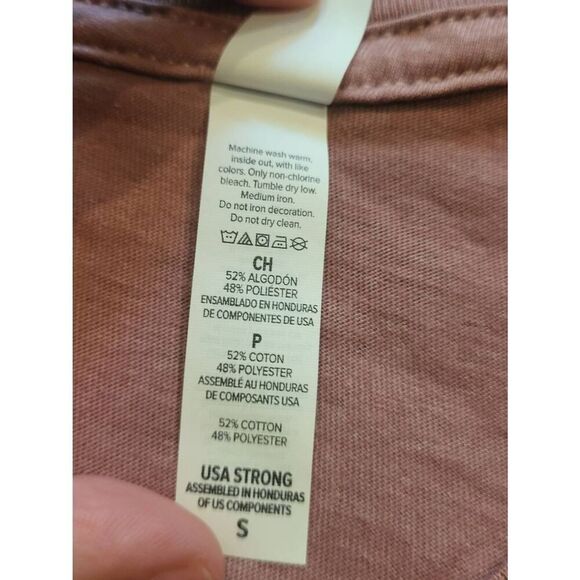 Machine wash warm,
inside out, with like
colors. Only non-chlorine
bleach. Tumble dry low.
Medium iron.
Do not iron decoration.
Do not dry clean.
CH
52% ALGODÓN
48% POLIÉSTER
ENSAMBLADO EN HONDURAS
DE COMPONENTES DE USA
P
52% COTON
48% POLYESTER
ASSEMBLÉ AU HONDURAS
DE COMPOSANTS USA
52% COTTON
48% POLYESTER
USA STRONG
ASSEMBLED IN HONDURAS
OF US COMPONENTS
S